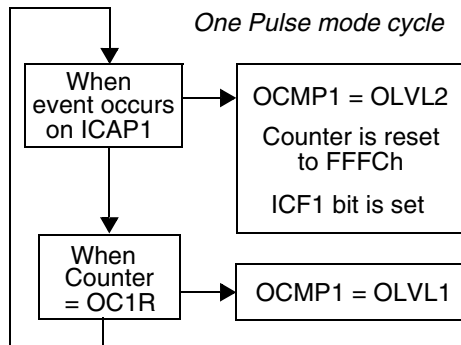 One Pulse mode cycle
When
event occurs
on ICAP1
OCMP1 = OLVL2
Counter is reset
to FFFCh
ICF1 bit is set
When
Counter
= OC1R
OCMP1 = OLVL1